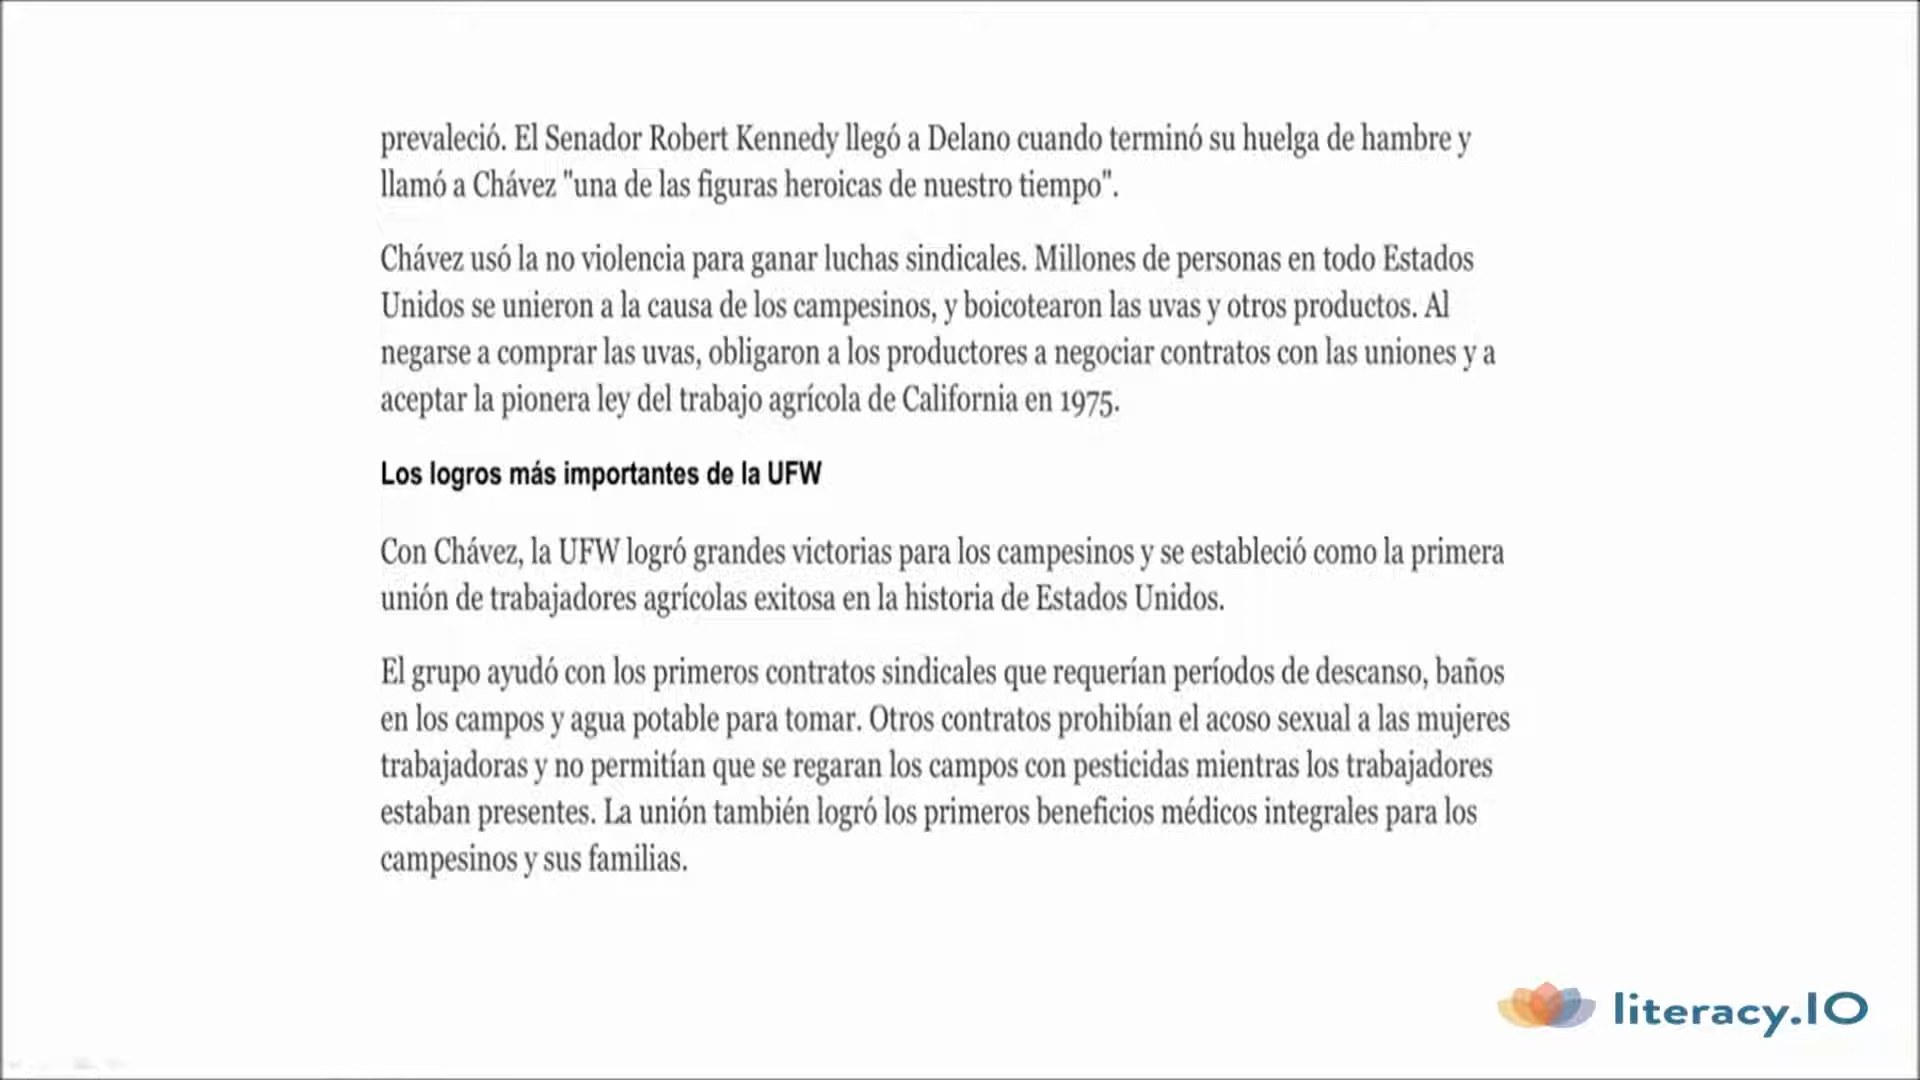 prevaleció. El Senador Robert Kennedy llegó a Delano cuando terminó su huelga de hambre y
llamó a Chávez "una de las figuras heroicas de nuestro tiempo".
Chávez usó la no violencia para ganar luchas sindicales. Millones de personas en todo Estados
Unidos se unieron a la causa de los campesinos, y boicotearon las uvas y otros productos. Al
negarse a comprar las uvas, obligaron a los productores a negociar contratos con las uniones y a
aceptar la pionera ley del trabajo agrícola de California en 1975.
Los logros más importantes de la UFW
Con Chávez, la UFW logró grandes victorias para los campesinos y se estableció como la primera
unión de trabajadores agrícolas exitosa en la historia de Estados Unidos.
El grupo ayudó con los primeros contratos sindicales que requerían períodos de descanso, baños
en los campos y agua potable para tomar. Otros contratos prohibían el acoso sexual a las mujeres
trabajadoras y no permitían que se regaran los campos con pesticidas mientras los trabajadores
estaban presentes. La unión también logró los primeros beneficios médicos integrales para los
campesinos y sus familias.
literacy.IO